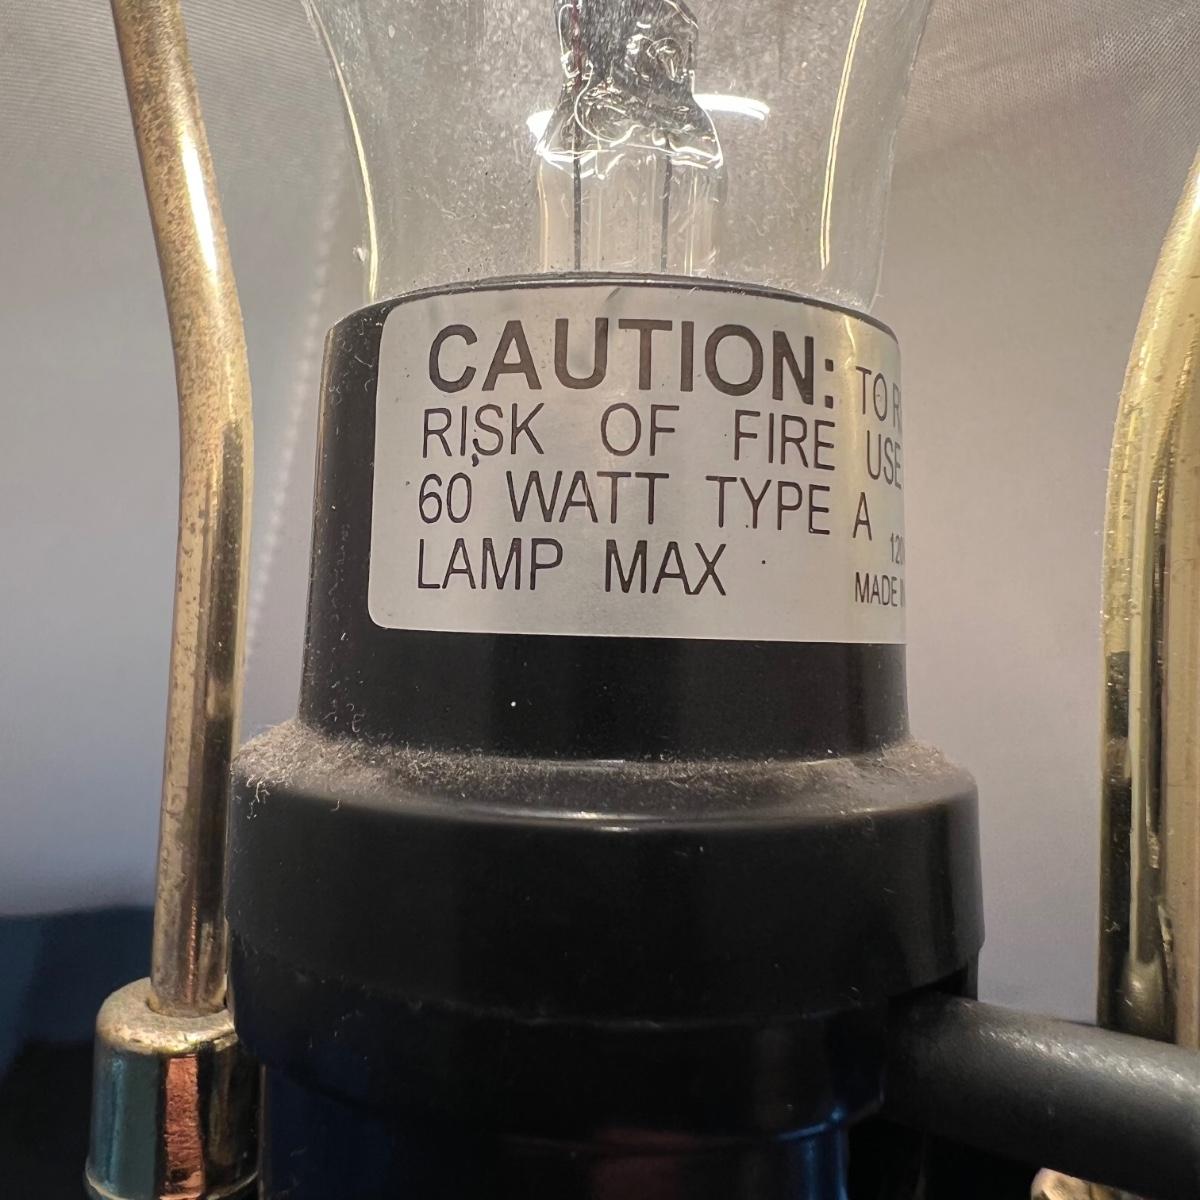 CAUTION: TO
RISK OF FIRE USE
60 WATT TYPE A
LAMP MAX
MADE